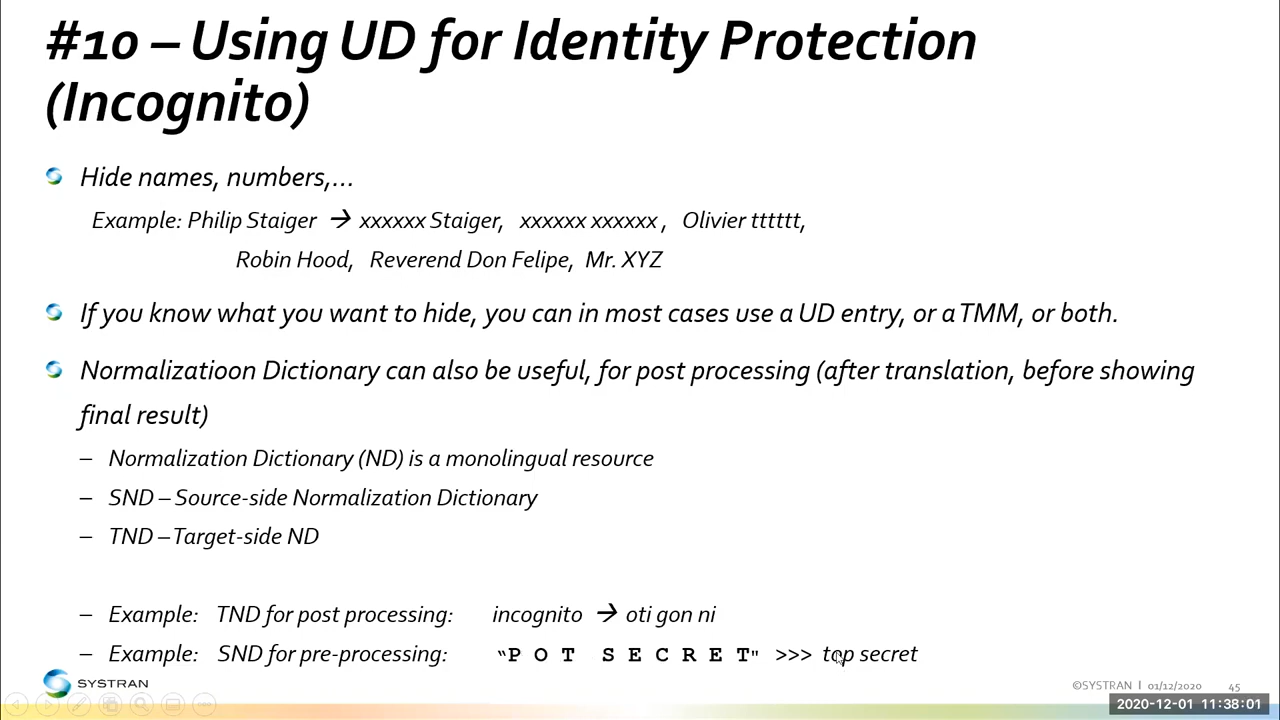 #10 – Using UD for Identity Protection
(Incognito)
Hide names, numbers,...
Example: Philip Staiger → xxxxxx Staiger, xxxxxx xxxxxx , Olivier tttttt,
Robin Hood, Reverend Don Felipe, Mr. XYZ
If you know what you want to hide, you can in most cases use a UD entry, or a TMM, or both.
Normalizatioon Dictionary can also be useful, for post processing (after translation, before showing
final result)
– Normalization Dictionary (ND) is a monolingual resource
– SND – Source-side Normalization Dictionary
– TND – Target-side ND
– Example: TND for post processing: incognito → oti gon ni
– Example: SND for pre-processing: "P O T S E C R E T" >>> top secret
SYSTRAN
©SYSTRAN | 01/12/2020 45
2020-12-01 11:38:01